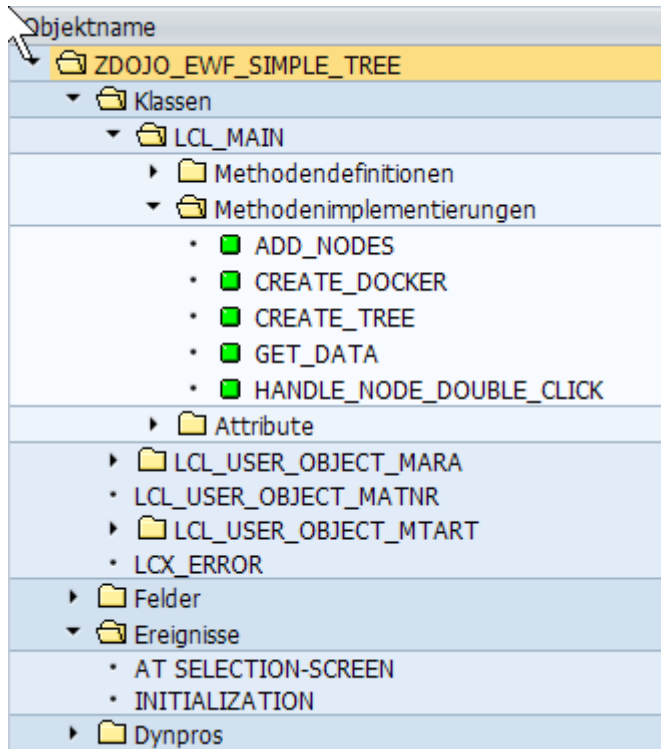 Objektname
ZDOJO_EWF_SIMPLE_TREE
Klassen
LCL_MAIN
Methodendefinitionen
Methodenimplementierungen
ADD_NODES
CREATE_DOCKER
CREATE_TREE
GET_DATA
HANDLE_NODE_DOUBLE_CLICK
Attribute
LCL_USER_OBJECT_MARA
LCL_USER_OBJECT_MATNR
LCL_USER_OBJECT_MTART
LCX_ERROR
Felder
Ereignisse
AT SELECTION-SCREEN
INITIALIZATION
Dynpros